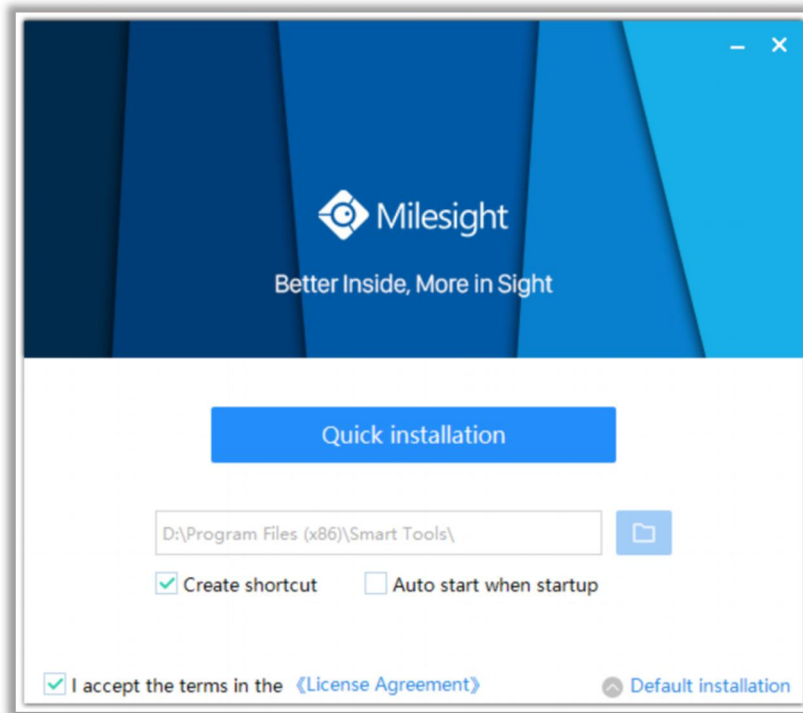 Milesight
Better Inside, More in Sight
Quick installation
D:\Program Files (x86)\Smart Tools\
Create shortcut Auto start when startup
I accept the terms in the 《License Agreement》 Default installation